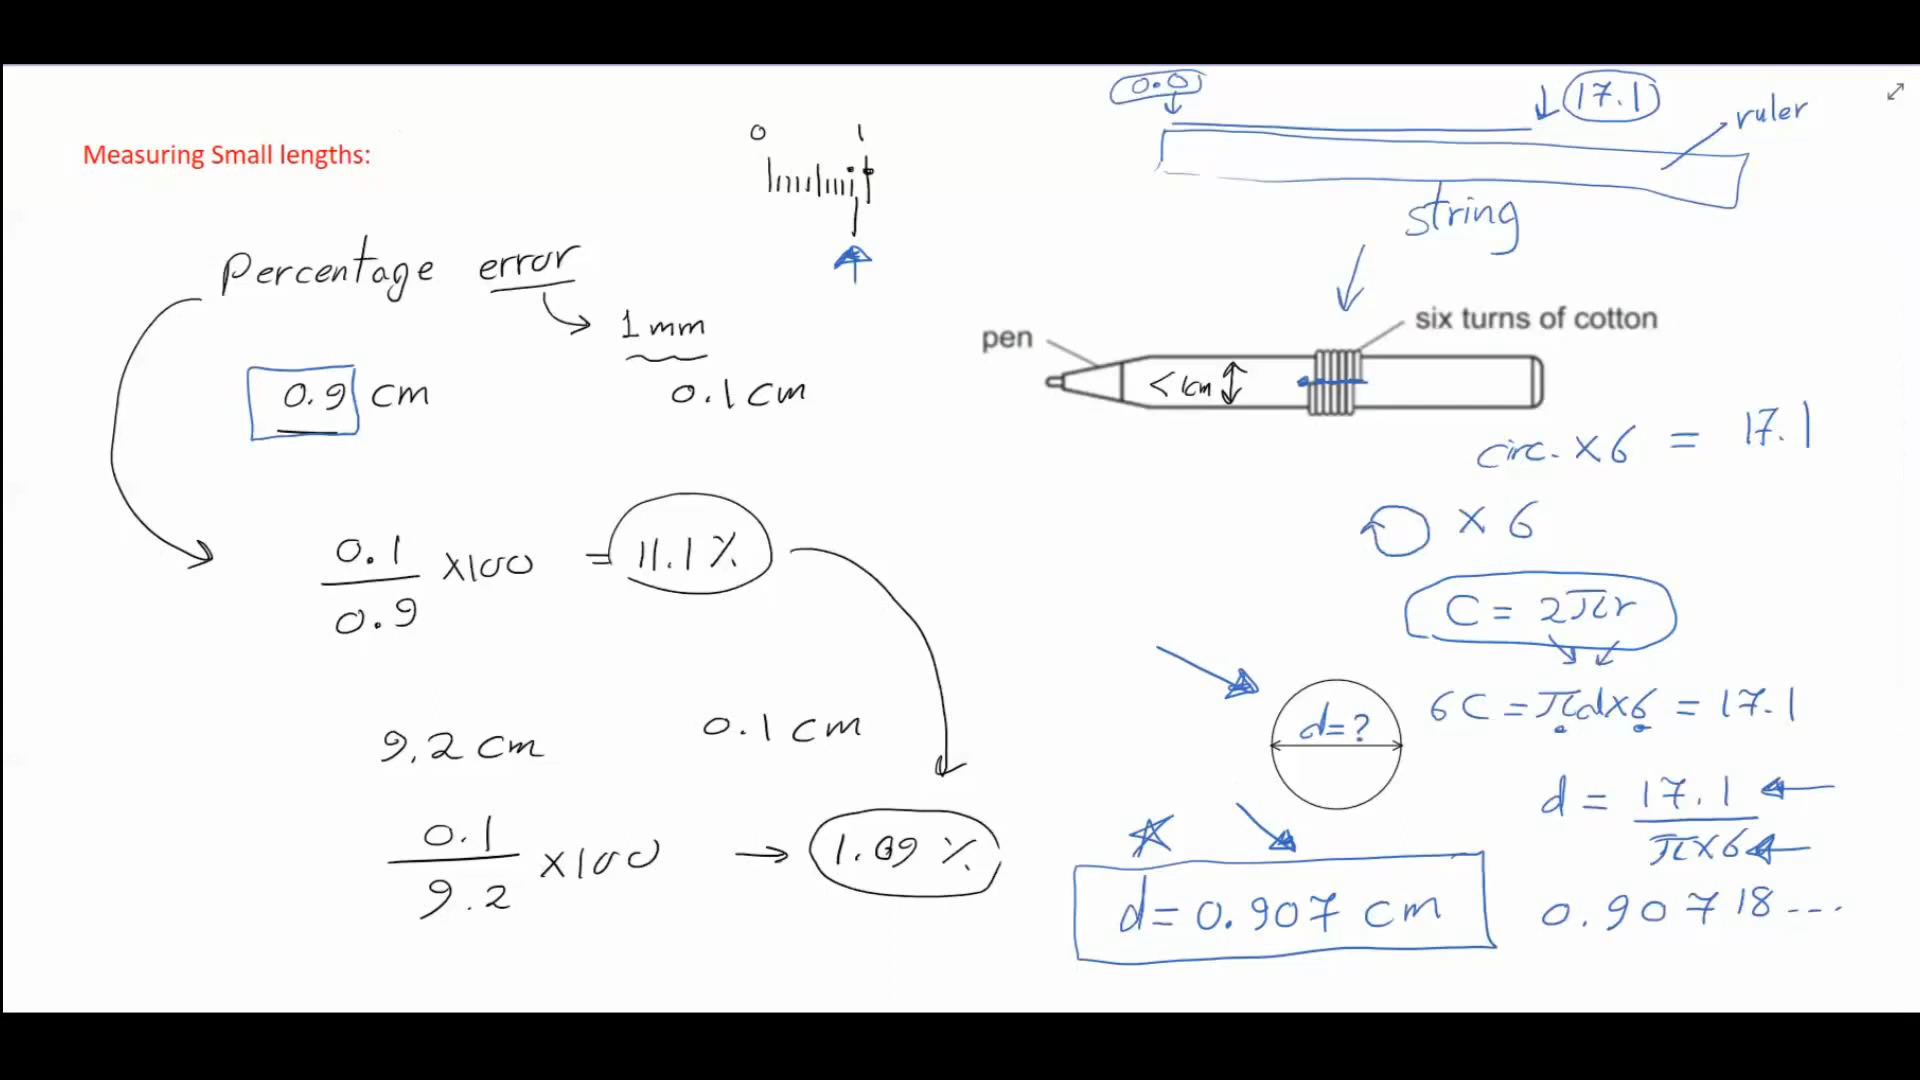 Measuring Small lengths:
0 1
Percentage error
1 mm
0.9 cm
0.1 cm
0.1
0.9
×100 = 11.1 %
9.2 cm
0.1 cm
0.1
9.2
×100 → 1.09 %
0.0
17.1
ruler
string
pen
six turns of cotton
< 1cm
circ. × 6 = 17.1
× 6
C = 2πr
6C = πd×6 = 17.1
d = ?
d = 17.1
π×6
0.90718...
d = 0.907 cm